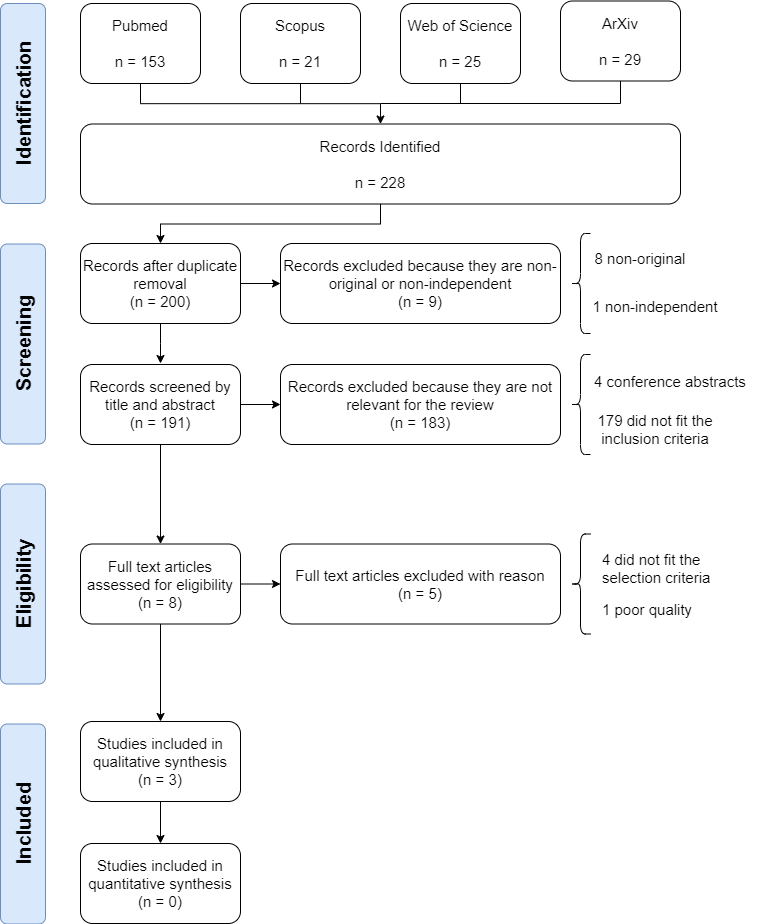 Identification
Pubmed
n = 153
Scopus
n = 21
Web of Science
n = 25
ArXiv
n = 29
Records Identified
n = 228
Screening
Records after duplicate
removal
(n = 200)
Records excluded because they are non-
original or non-independent
(n = 9)
8 non-original
1 non-independent
Records screened by
title and abstract
(n = 191)
Records excluded because they are not
relevant for the review
(n = 183)
4 conference abstracts
179 did not fit the
inclusion criteria
Eligibility
Full text articles
assessed for eligibility
(n = 8)
Full text articles excluded with reason
(n = 5)
4 did not fit the
selection criteria
1 poor quality
Included
Studies included in
qualitative synthesis
(n = 3)
Studies included in
quantitative synthesis
(n = 0)